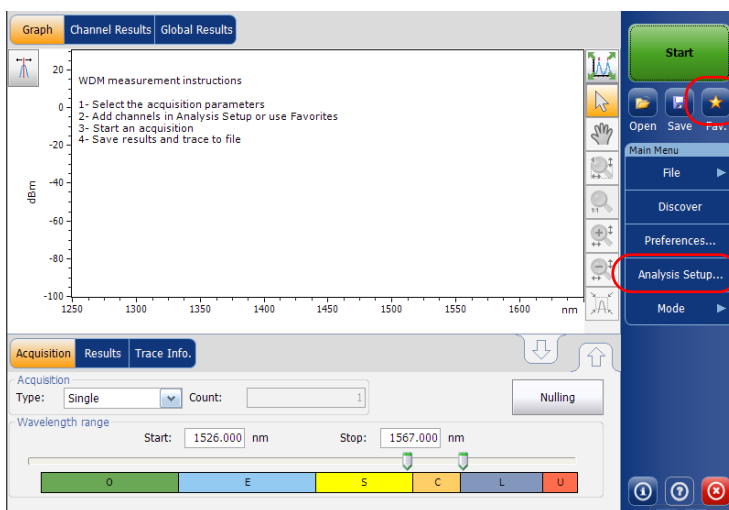 Graph Channel Results Global Results
20
0
-20
-40
-60
-80
-100
dBm
WDM measurement instructions
1- Select the acquisition parameters
2- Add channels in Analysis Setup or use Favorites
3- Start an acquisition
4- Save results and trace to file
1250 1300 1350 1400 1450 1500 1550 1600 nm
1:1
Start
Open Save Fav.
Main Menu
File
Discover
Preferences...
Analysis Setup...
Mode
Acquisition Results Trace Info.
Acquisition
Type: Single Count: 1
Nulling
Wavelength range
Start: 1526.000 nm Stop: 1567.000 nm
O E S C L U